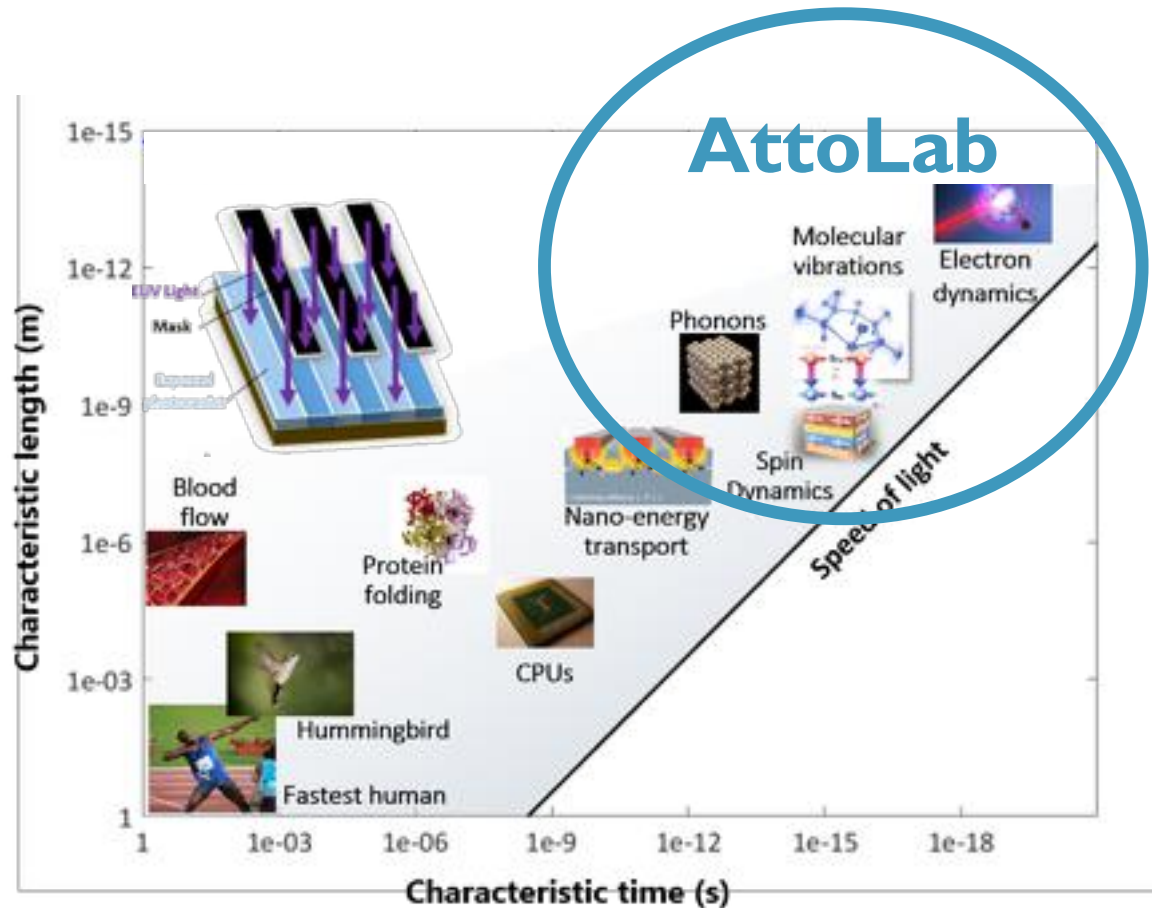 AttoLab
1e-15
1e-12
1e-9
1e-6
1e-03
1
Characteristic length (m)
EUV Light
Mask
Exposed
photoresist
Molecular
vibrations
Electron
dynamics
Phonons
Spin
Dynamics
Speed of light
Nano-energy
transport
Blood
flow
Protein
folding
CPUs
Hummingbird
Fastest human
1
1e-03
1e-06
1e-9
1e-12
1e-15
1e-18
Characteristic time (s)